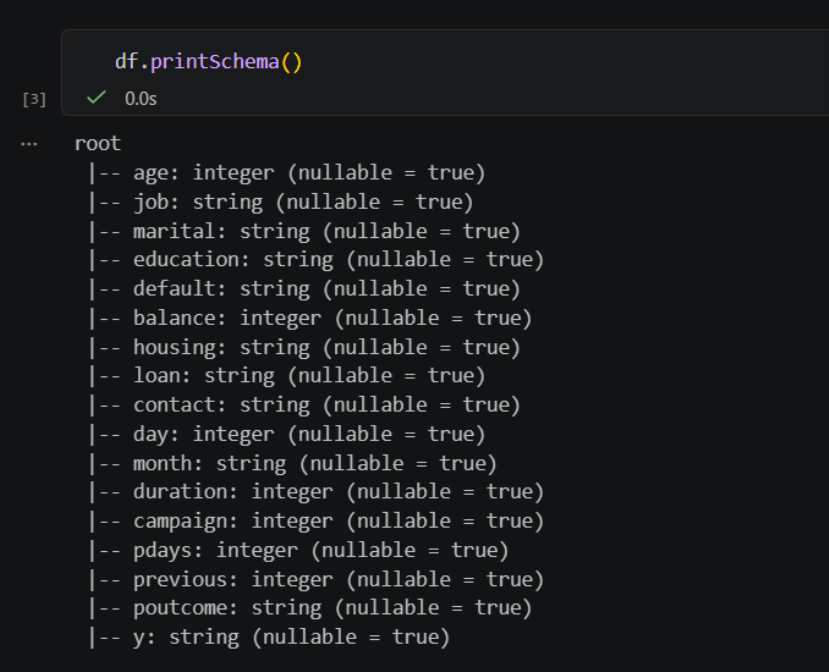 df.printSchema()
[3]
0.0s
...
root
|-- age: integer (nullable = true)
|-- job: string (nullable = true)
|-- marital: string (nullable = true)
|-- education: string (nullable = true)
|-- default: string (nullable = true)
|-- balance: integer (nullable = true)
|-- housing: string (nullable = true)
|-- loan: string (nullable = true)
|-- contact: string (nullable = true)
|-- day: integer (nullable = true)
|-- month: string (nullable = true)
|-- duration: integer (nullable = true)
|-- campaign: integer (nullable = true)
|-- pdays: integer (nullable = true)
|-- previous: integer (nullable = true)
|-- poutcome: string (nullable = true)
|-- y: string (nullable = true)